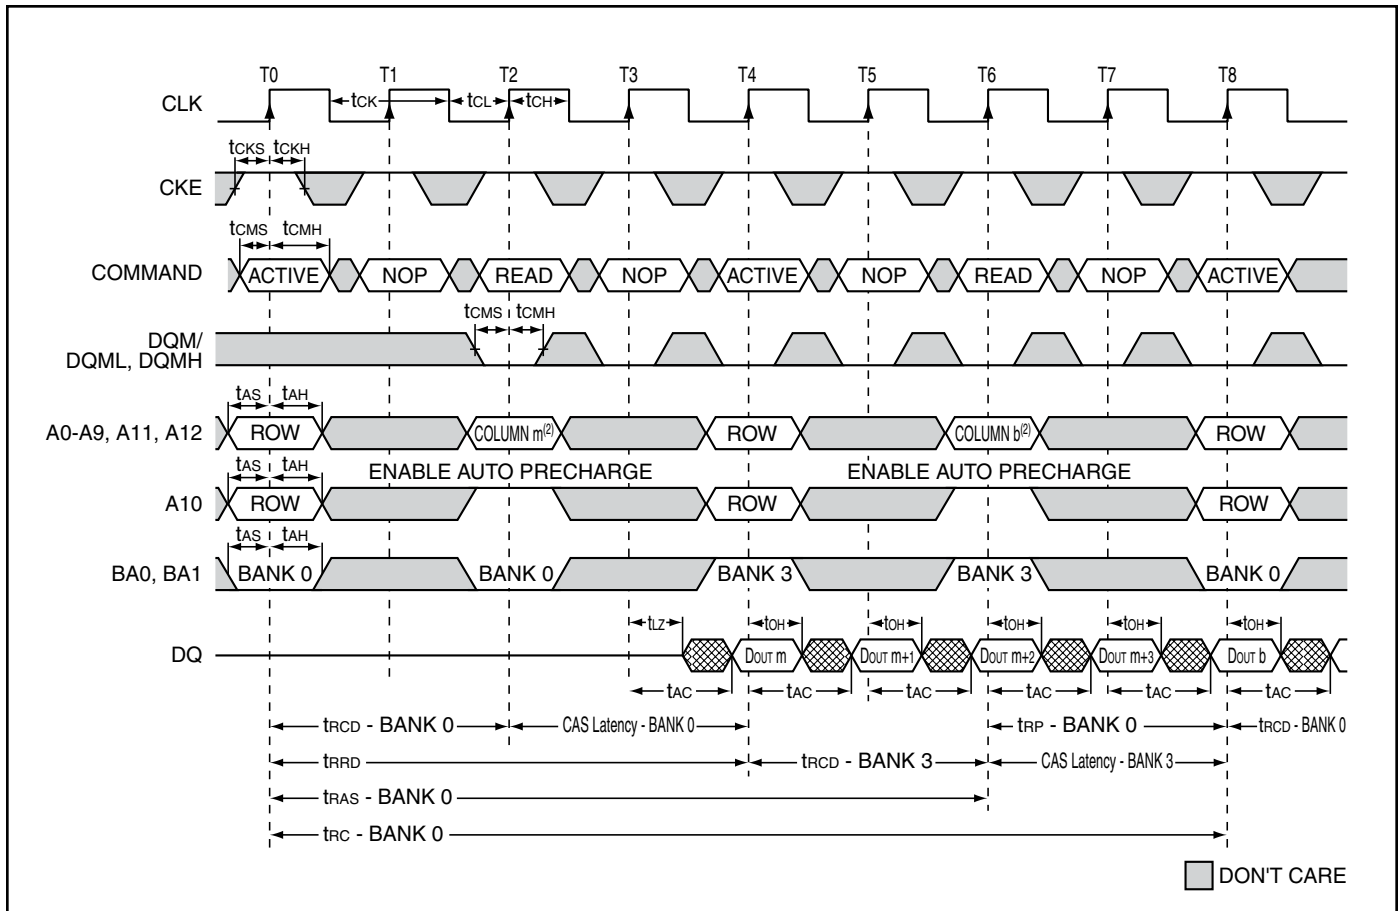 T0 T1 T2 T3 T4 T5 T6 T7 T8
CLK tCK tCL tCH
tCKS tCKH
CKE
tCMS tCMH
COMMAND ACTIVE NOP READ NOP ACTIVE NOP READ NOP ACTIVE
tCMS tCMH
DQM/
DQML, DQMH
tAS tAH
A0-A9, A11, A12 ROW COLUMN m(2) ROW COLUMN b(2) ROW
tAS tAH ENABLE AUTO PRECHARGE ENABLE AUTO PRECHARGE
A10 ROW ROW ROW
tAS tAH
BA0, BA1 BANK 0 BANK 0 BANK 3 BANK 3 BANK 0
tLZ tOH tOH tOH tOH tOH
DQ DOUT m DOUT m+1 DOUT m+2 DOUT m+3 DOUT b
tAC tAC tAC tAC tAC tAC
tRCD - BANK 0 CAS Latency - BANK 0 tRP - BANK 0 tRCD - BANK 0
tRRD tRCD - BANK 3 CAS Latency - BANK 3
tRAS - BANK 0
tRC - BANK 0
DON'T CARE